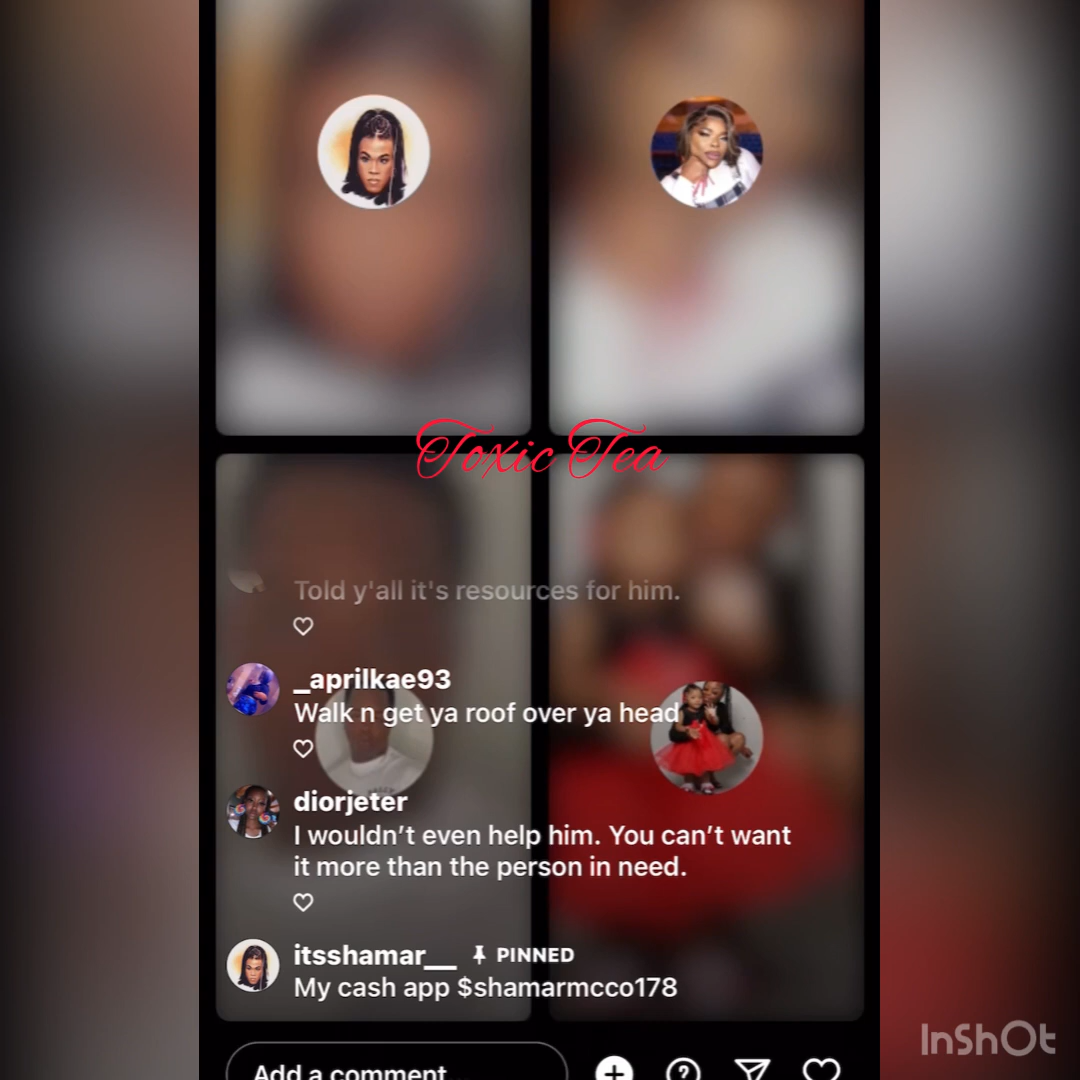 Toxic Tea
Told y'all it's resources for him.
_aprilkae93
Walk n get ya roof over ya head
diorjeter
I wouldn't even help him. You can't want
it more than the person in need.
itsshamar__ PINNED
My cash app $shamarmcco178
Add a comment...
InShOt